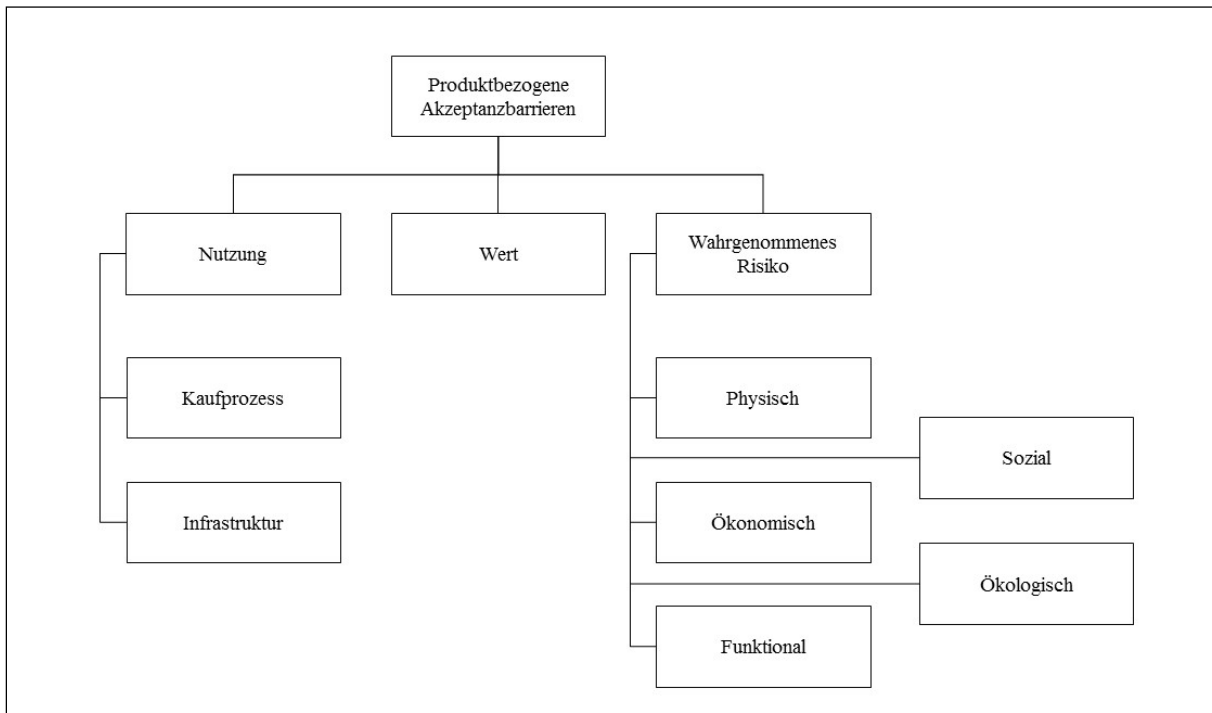 Produktbezogene
Akzeptanzbarrieren
Nutzung
Wert
Wahrgenommenes
Risiko
Kaufprozess
Physisch
Sozial
Infrastruktur
Ökonomisch
Ökologisch
Funktional